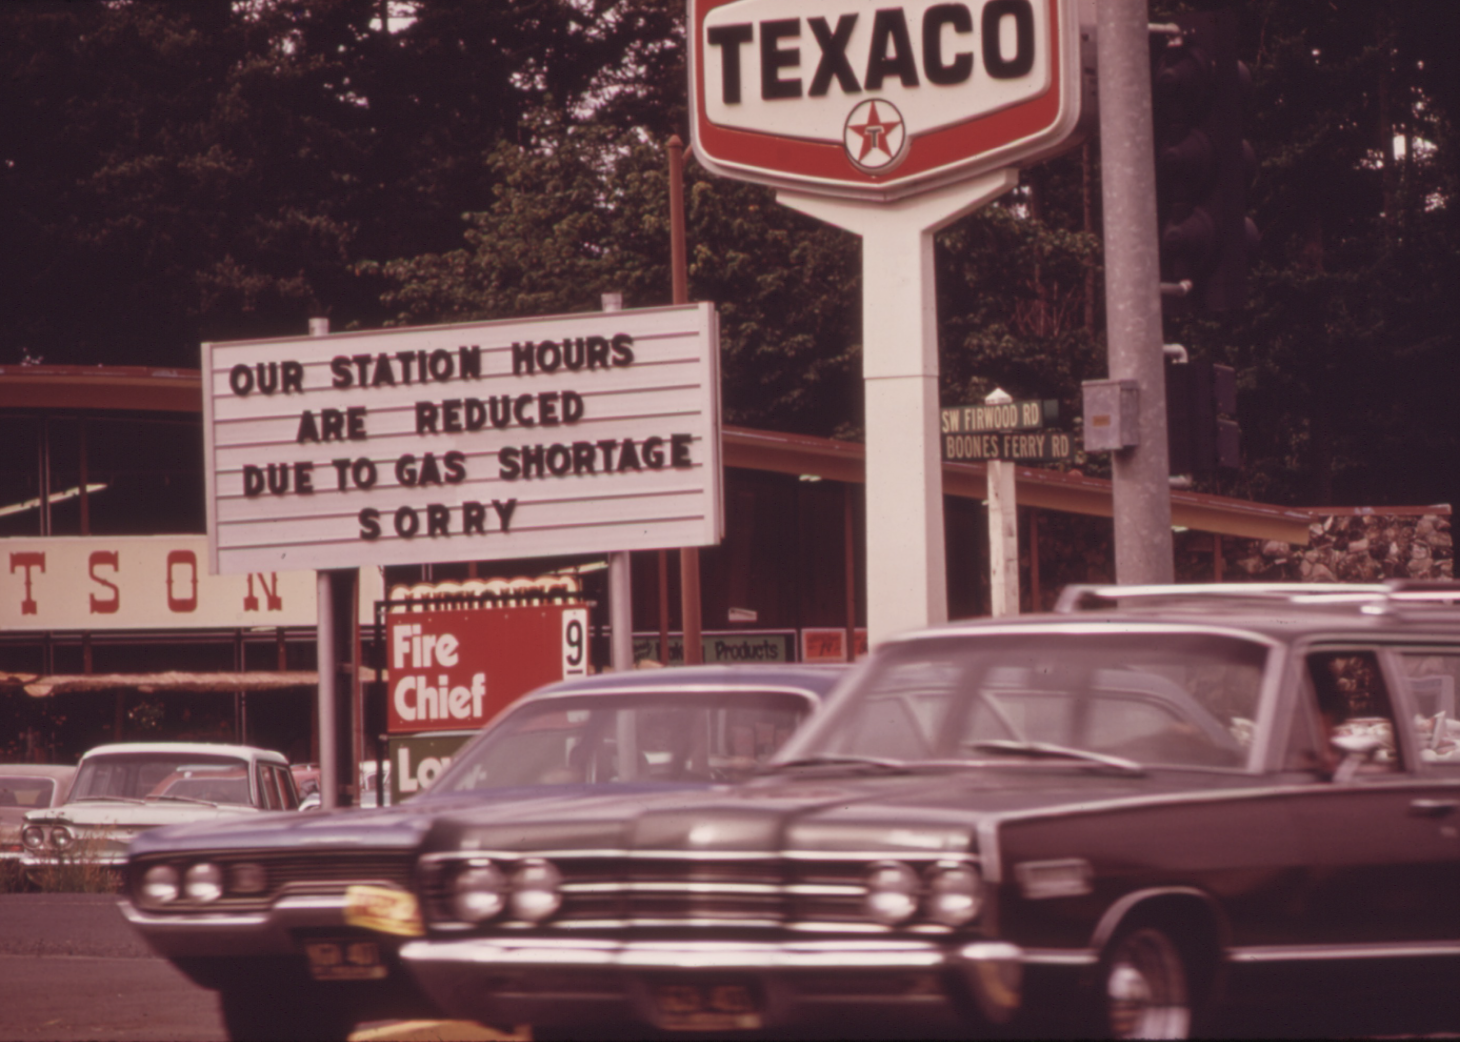 TEXACO
T
OUR STATION HOURS
ARE REDUCED
DUE TO GAS SHORTAGE
SORRY
SW FIRWOOD RD
BOONES FERRY RD
TSON
Fire
Chief
9
Products